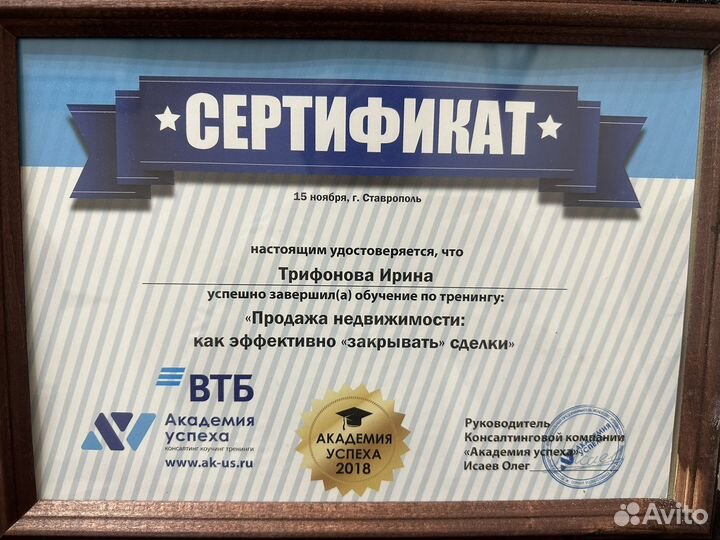 СЕРТИФИКАТ
15 ноября, г. Ставрополь
настоящим удостоверяется, что
Трифонова Ирина
успешно завершил(а) обучение по тренингу:
«Продажа недвижимости:
как эффективно «закрывать» сделки»
ВТБ
Академия
успеха
консалтинг коучинг тренинги
www.ak-us.ru
АКАДЕМИЯ
УСПЕХА
2018
Руководитель
Консалтинговой компании
«Академия успеха»
Исаев Олег
АКАДЕМИЯ
УСПЕХА
Avito